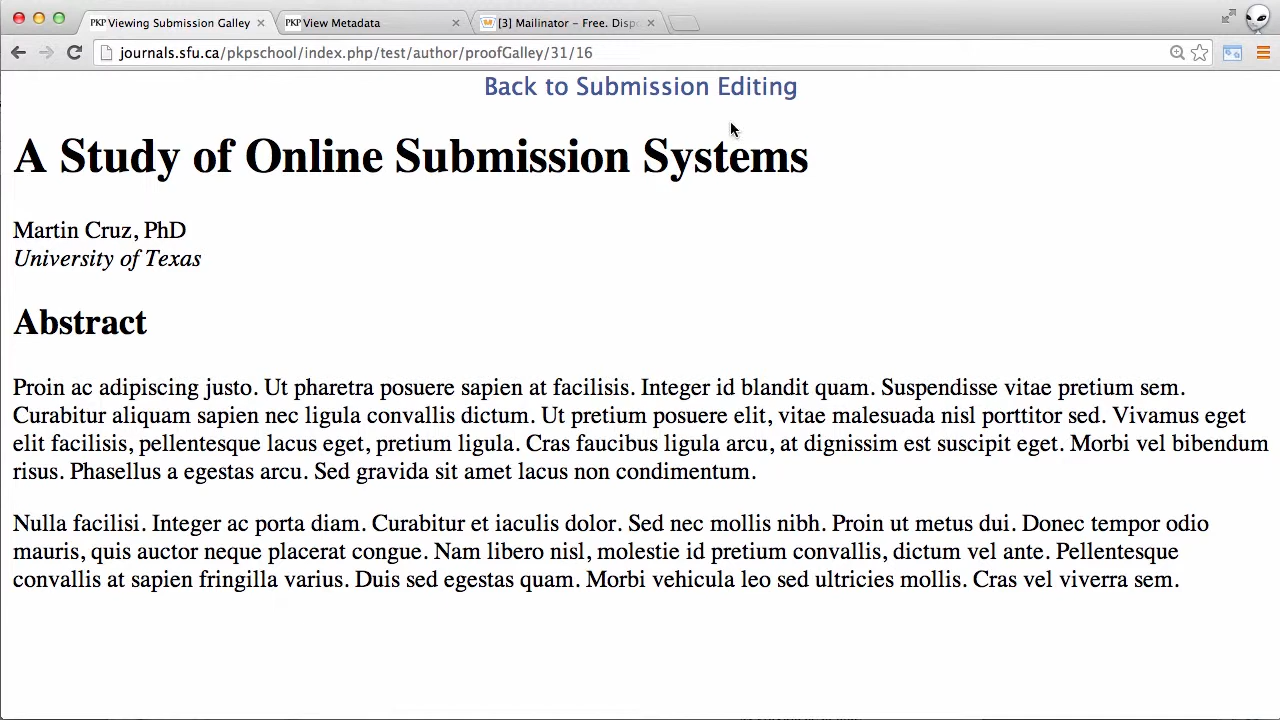 PKP Viewing Submission Galley
PKP View Metadata
[3] Mailinator – Free. Dispo
journals.sfu.ca/pkpschool/index.php/test/author/proofGalley/31/16
Back to Submission Editing
A Study of Online Submission Systems
Martin Cruz, PhD
University of Texas
Abstract
Proin ac adipiscing justo. Ut pharetra posuere sapien at facilisis. Integer id blandit quam. Suspendisse vitae pretium sem.
Curabitur aliquam sapien nec ligula convallis dictum. Ut pretium posuere elit, vitae malesuada nisl porttitor sed. Vivamus eget
elit facilisis, pellentesque lacus eget, pretium ligula. Cras faucibus ligula arcu, at dignissim est suscipit eget. Morbi vel bibendum
risus. Phasellus a egestas arcu. Sed gravida sit amet lacus non condimentum.
Nulla facilisi. Integer ac porta diam. Curabitur et iaculis dolor. Sed nec mollis nibh. Proin ut metus dui. Donec tempor odio
mauris, quis auctor neque placerat congue. Nam libero nisl, molestie id pretium convallis, dictum vel ante. Pellentesque
convallis at sapien fringilla varius. Duis sed egestas quam. Morbi vehicula leo sed ultricies mollis. Cras vel viverra sem.